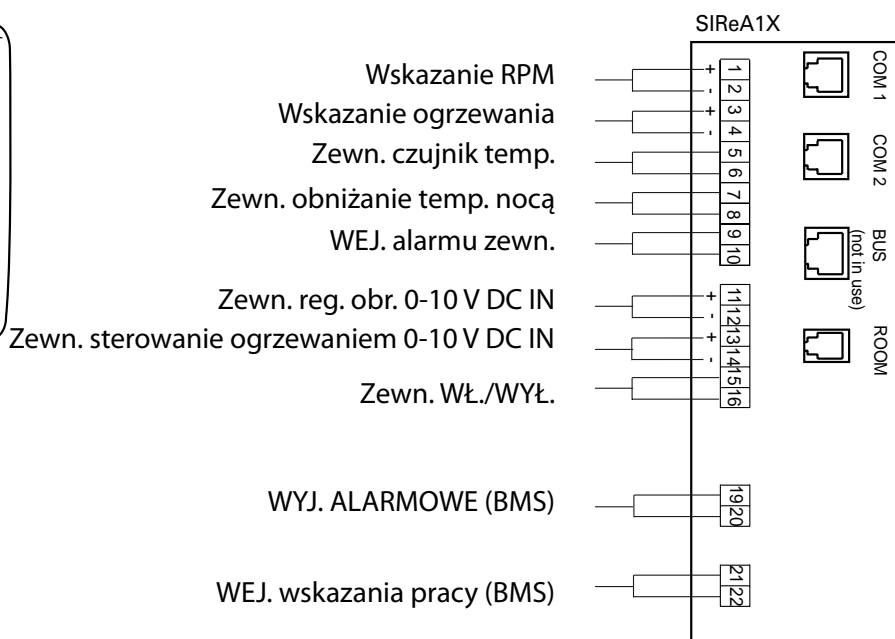 SIReA1X
Wskazanie RPM
+ 1
- 2
Wskazanie ogrzewania
+ 3
- 4
Zewn. czujnik temp.
5
6
Zewn. obniżanie temp. nocą
7
8
WEJ. alarmu zewn.
9
10
Zewn. reg. obr. 0-10 V DC IN
+ 11
- 12
Zewn. sterowanie ogrzewaniem 0-10 V DC IN
+ 13
- 14
Zewn. WŁ./WYŁ.
15
16
WYJ. ALARMOWE (BMS)
19
20
WEJ. wskazania pracy (BMS)
21
22
COM 1
COM 2
BUS
(not in use)
ROOM